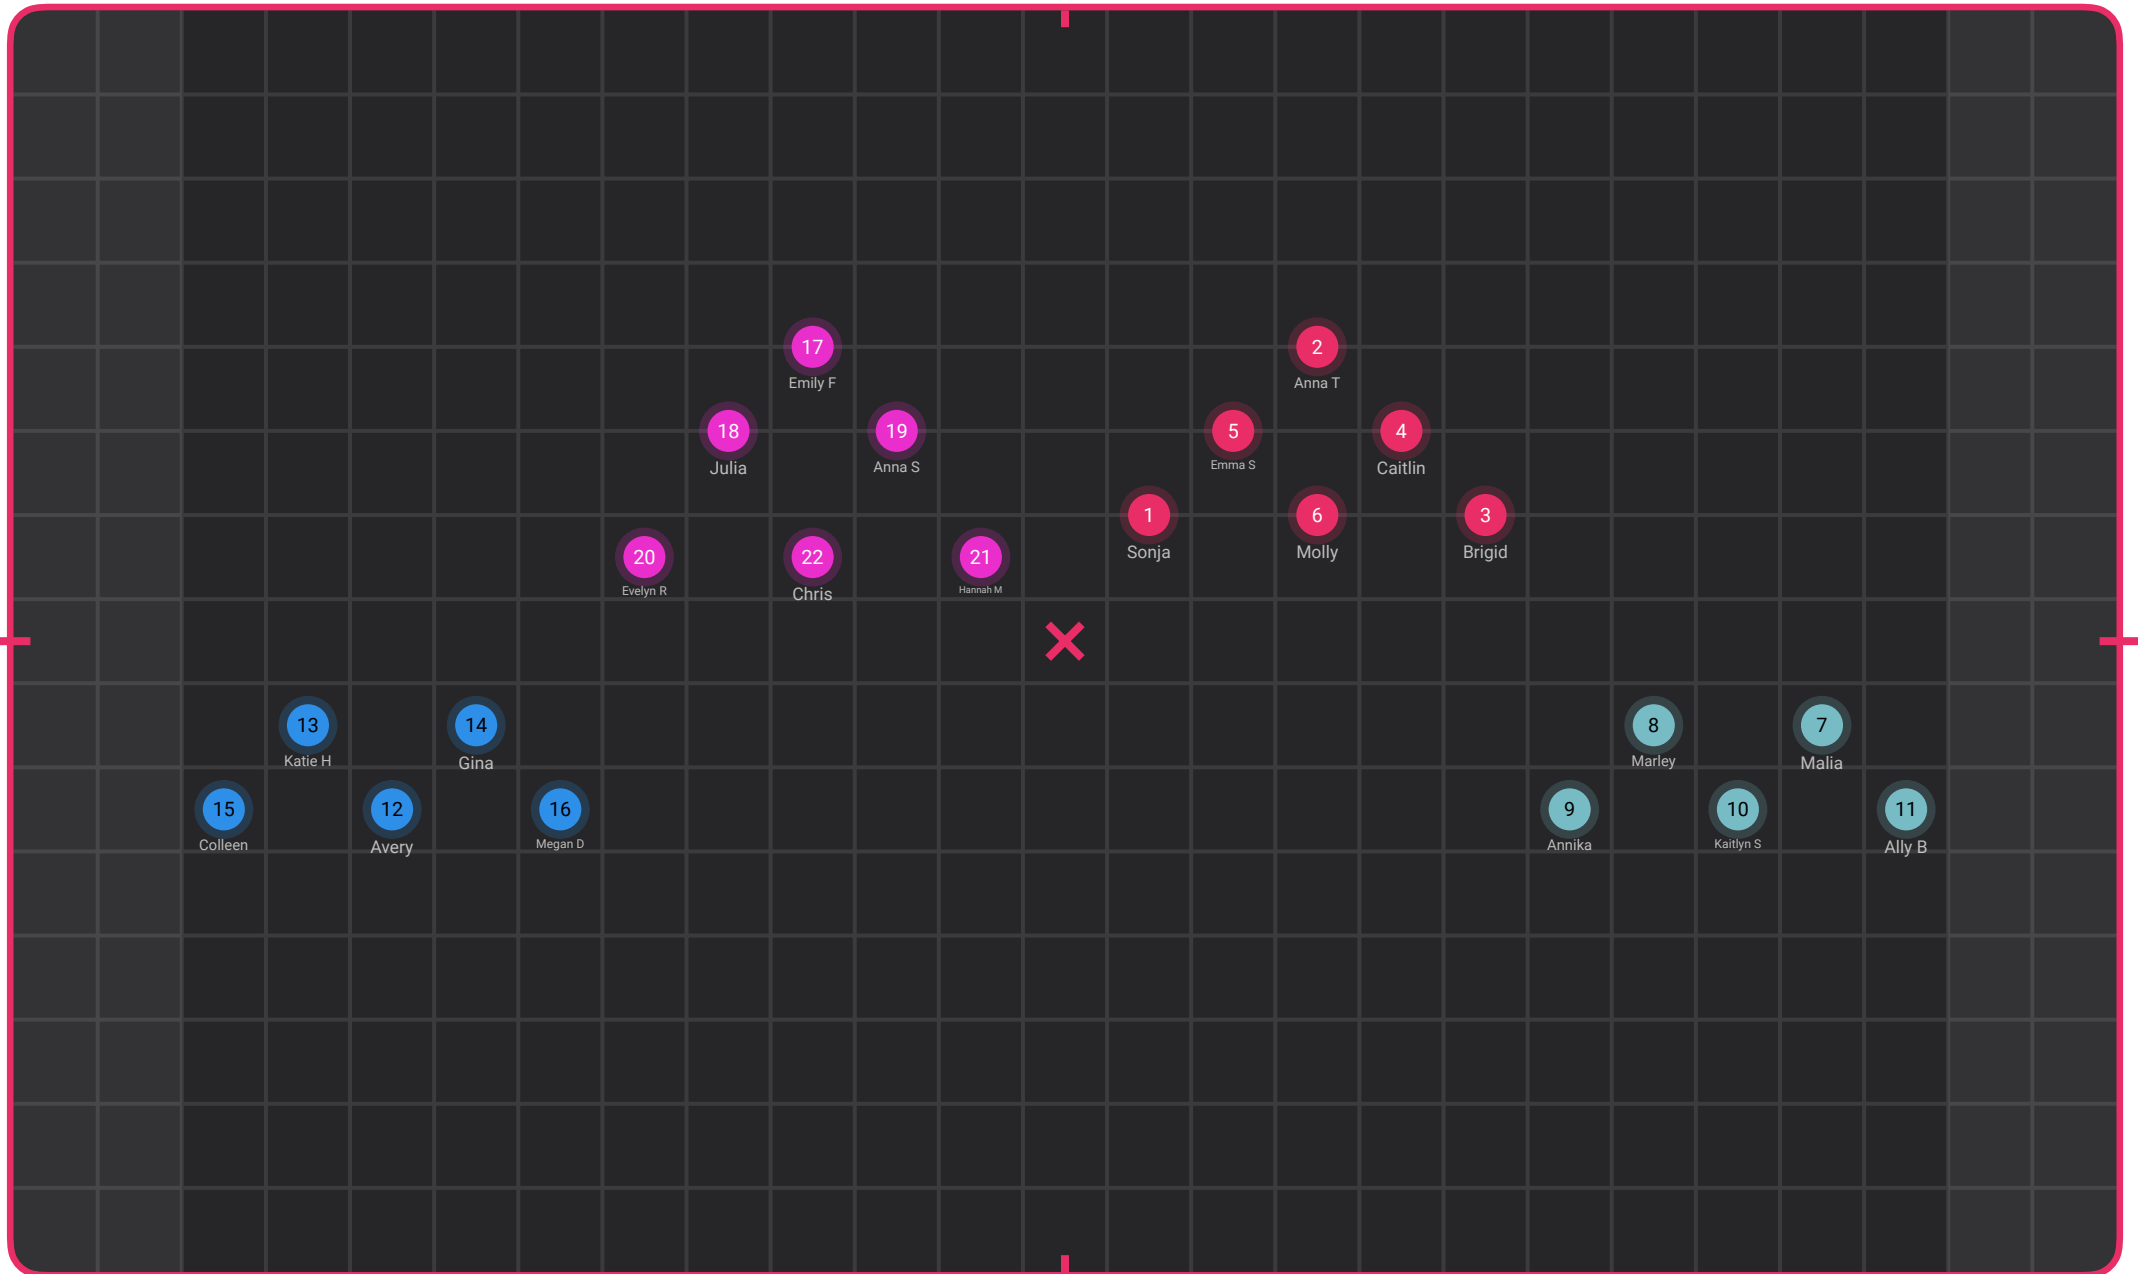 17
Emily F
2
Anna T
18
Julia
19
Anna S
5
Emma S
4
Caitlin
1
Sonja
6
Molly
3
Brigid
20
Evelyn R
22
Chris
21
Hannah M
13
Katie H
14
Gina
8
Marley
7
Malia
15
Colleen
12
Avery
16
Megan D
9
Annika
10
Kaitlyn S
11
Ally B